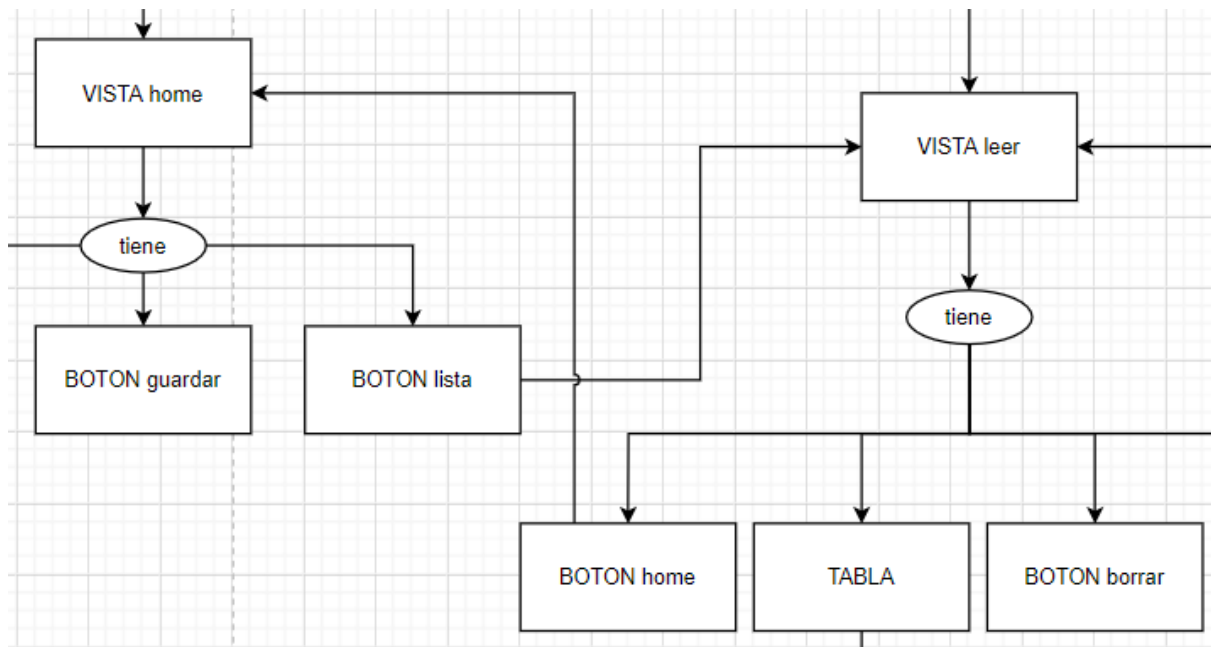 VISTA home
VISTA leer
tiene
tiene
BOTON guardar
BOTON lista
BOTON home
TABLA
BOTON borrar